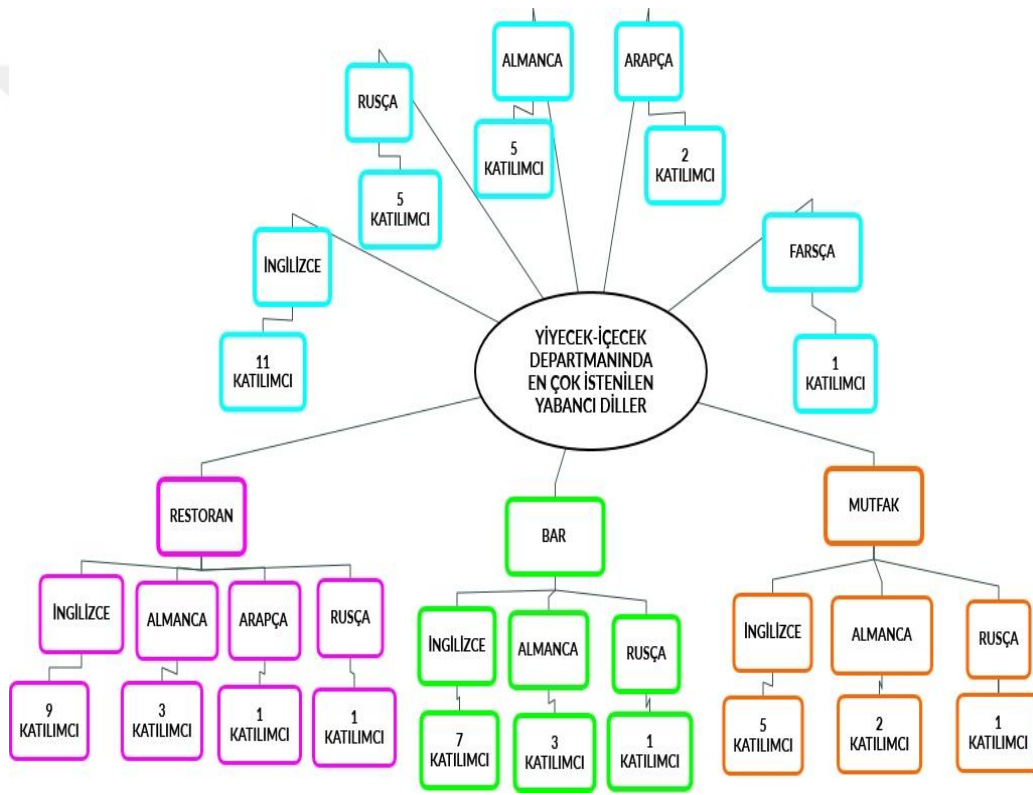 ALMANCA
ARAPÇA
RUSÇA
5
KATILIMCI
2
KATILIMCI
5
KATILIMCI
İNGİLİZCE
FARSÇA
11
KATILIMCI
1
KATILIMCI
YİYECEK-İÇECEK
DEPARTMANINDA
EN ÇOK İSTENİLEN
YABANCI DİLLER
RESTORAN
BAR
MUTFAK
İNGİLİZCE
ALMANCA
ARAPÇA
RUSÇA
9
KATILIMCI
3
KATILIMCI
1
KATILIMCI
1
KATILIMCI
İNGİLİZCE
ALMANCA
RUSÇA
7
KATILIMCI
3
KATILIMCI
1
KATILIMCI
İNGİLİZCE
ALMANCA
RUSÇA
5
KATILIMCI
2
KATILIMCI
1
KATILIMCI